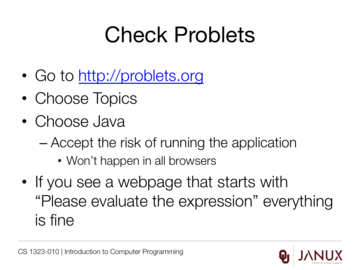 Check Problets
• Go to http://problets.org
• Choose Topics
• Choose Java
– Accept the risk of running the application
• Won't happen in all browsers
• If you see a webpage that starts with
“Please evaluate the expression” everything
is fine
CS 1323-010 | Introduction to Computer Programming
JANUX